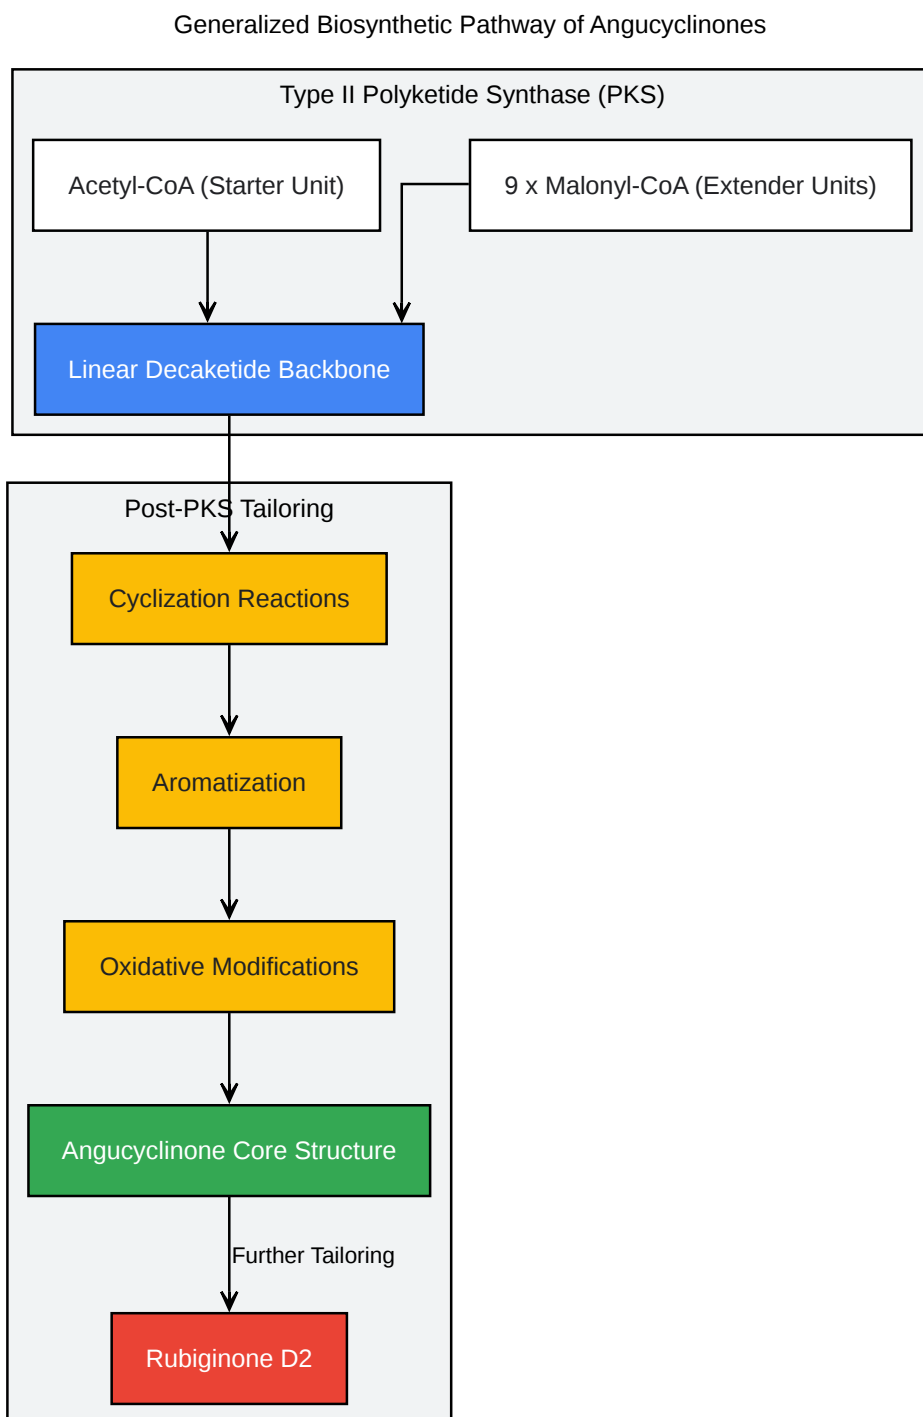 Generalized Biosynthetic Pathway of Angucyclinones
Type II Polyketide Synthase (PKS)
Acetyl-CoA (Starter Unit)
9 x Malonyl-CoA (Extender Units)
Linear Decaketide Backbone
Post-PKS Tailoring
Cyclization Reactions
Aromatization
Oxidative Modifications
Angucyclinone Core Structure
Further Tailoring
Rubiginone D2